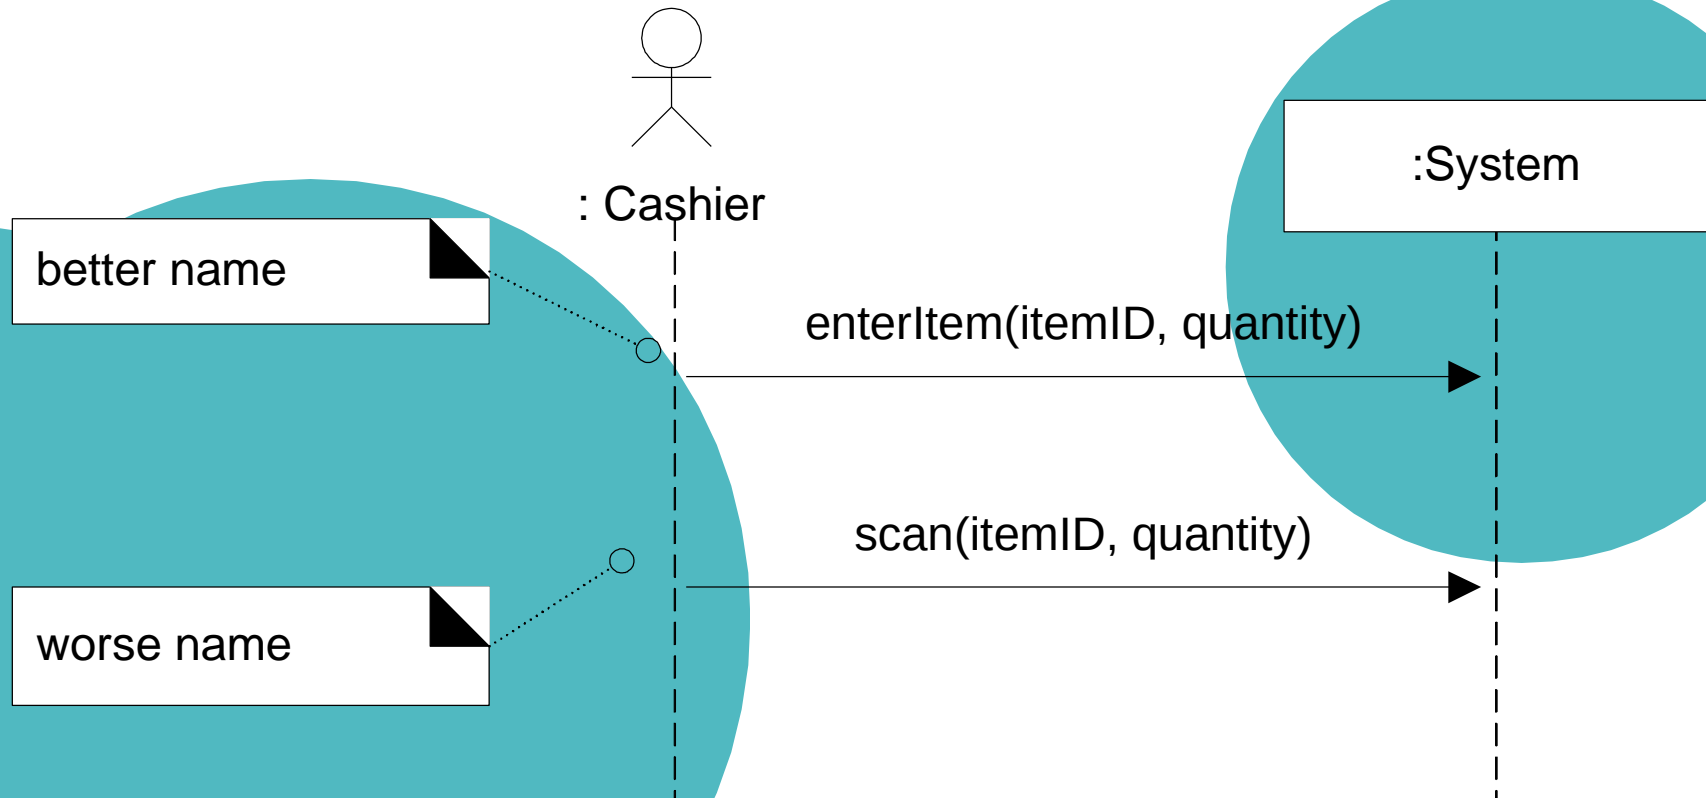 :System
: Cashier
better name
enterItem(itemID, quantity)
scan(itemID, quantity)
worse name